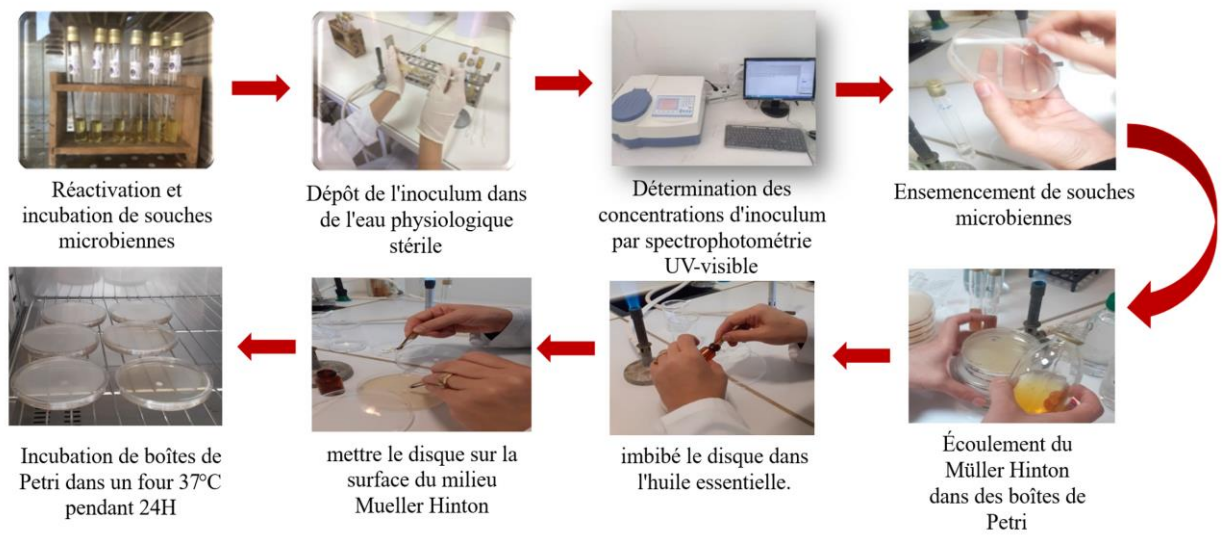 Réactivation et
incubation de souches
microbiennes
Dépôt de l'inoculum dans
de l'eau physiologique
stérile
Détermination des
concentrations d'inoculum
par spectrophotométrie
UV-visible
Ensemencement de souches
microbiennes
Écoulement du
Müller Hinton
dans des boîtes de
Petri
imbibé le disque dans
l'huile essentielle.
mettre le disque sur la
surface du milieu
Mueller Hinton
Incubation de boîtes de
Petri dans un four 37°C
pendant 24H